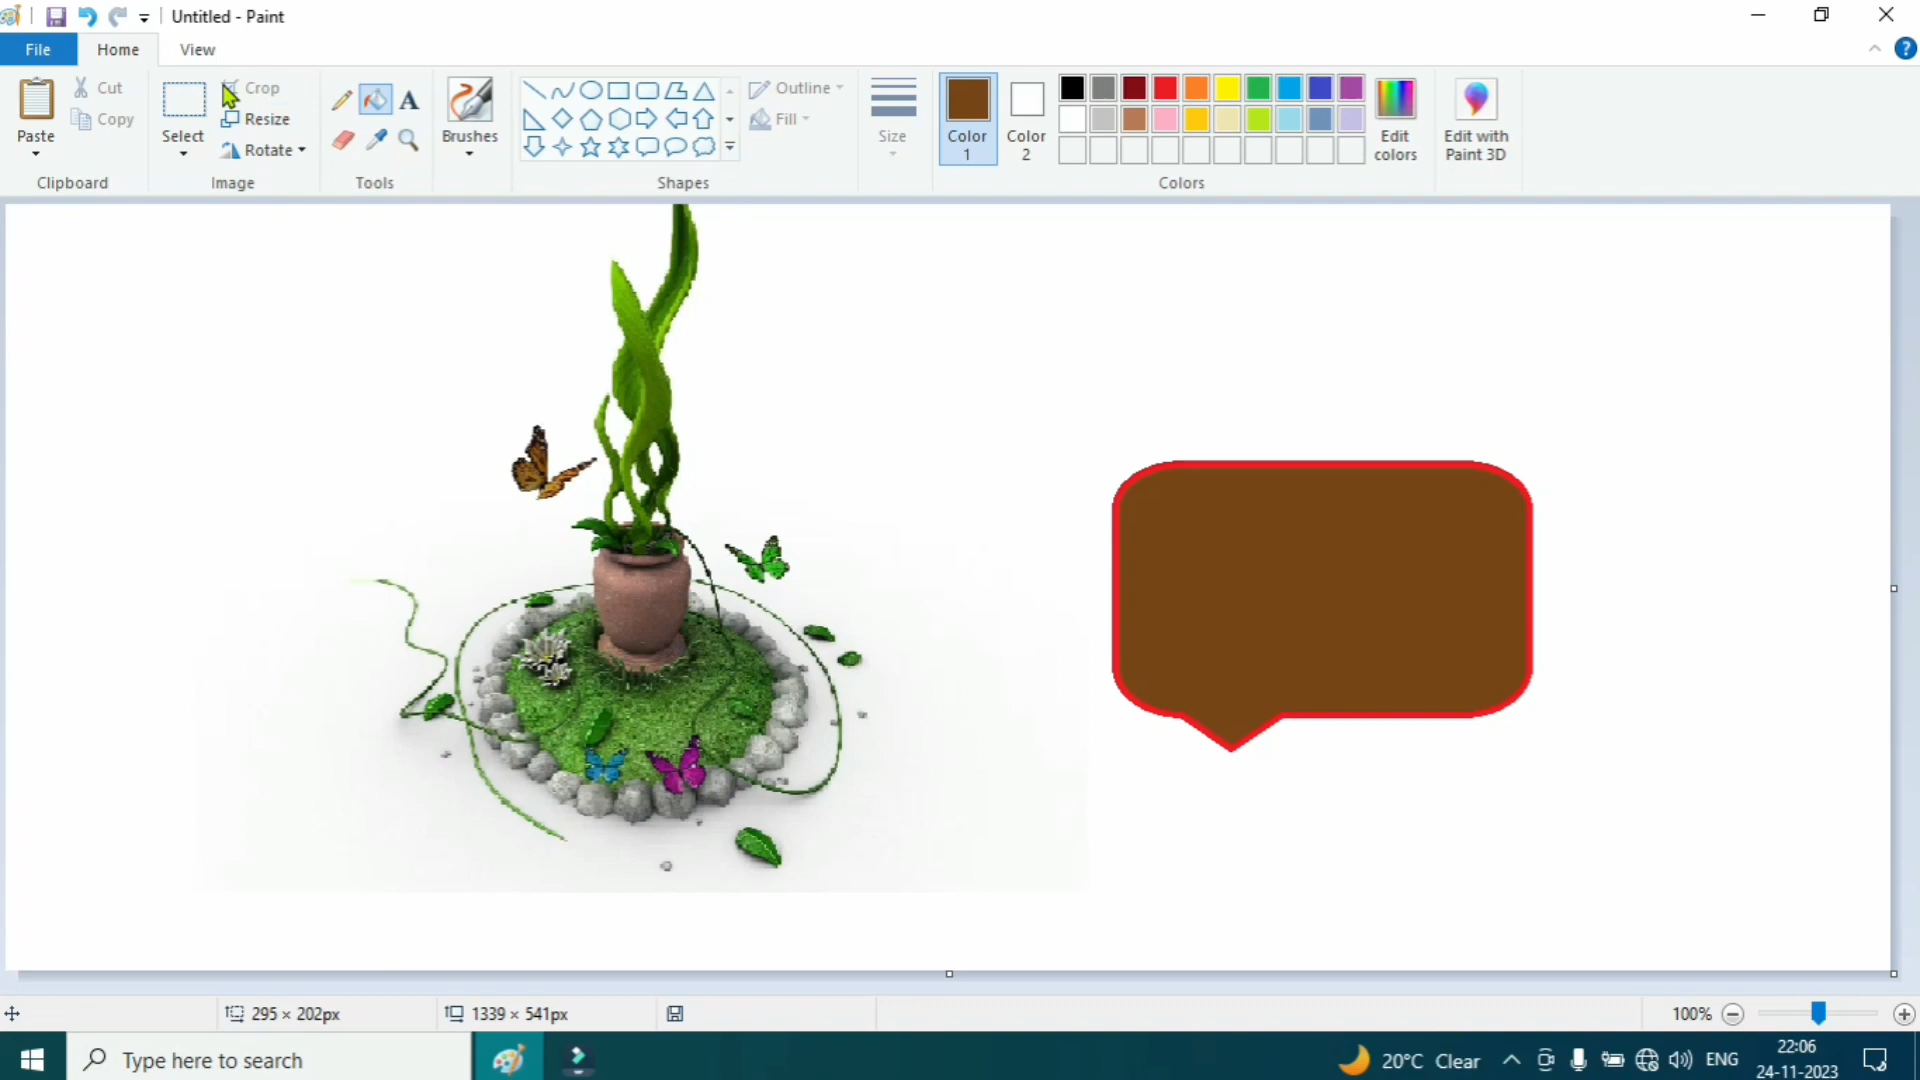 Untitled - Paint
File Home View
Paste Cut Copy Clipboard
Select Crop Resize Rotate Image
A Tools
Brushes
Shapes
Outline Fill
Size
Color 1
Color 2
Edit colors
Colors
Edit with Paint 3D
295 × 202px 1339 × 541px 100%
Type here to search 20°C Clear ENG 22:06
24-11-2023